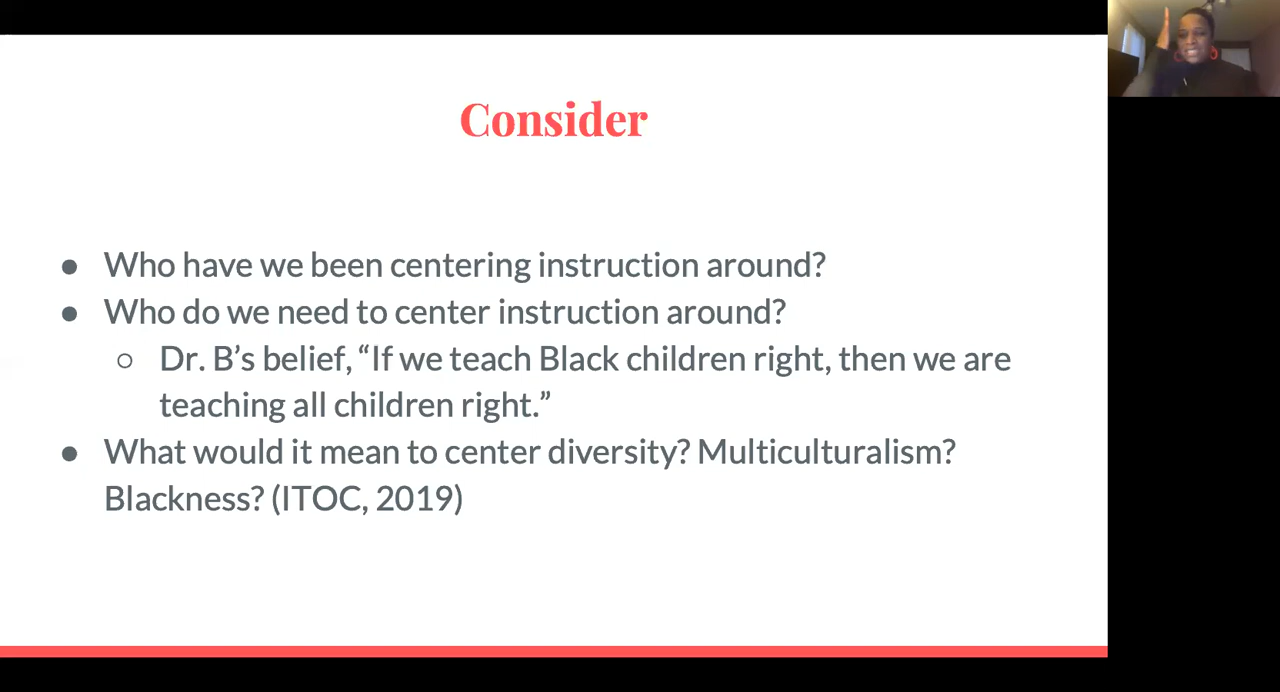 Consider
● Who have we been centering instruction around?
● Who do we need to center instruction around?
○ Dr. B’s belief, “If we teach Black children right, then we are
teaching all children right.”
● What would it mean to center diversity? Multiculturalism?
Blackness? (ITOC, 2019)